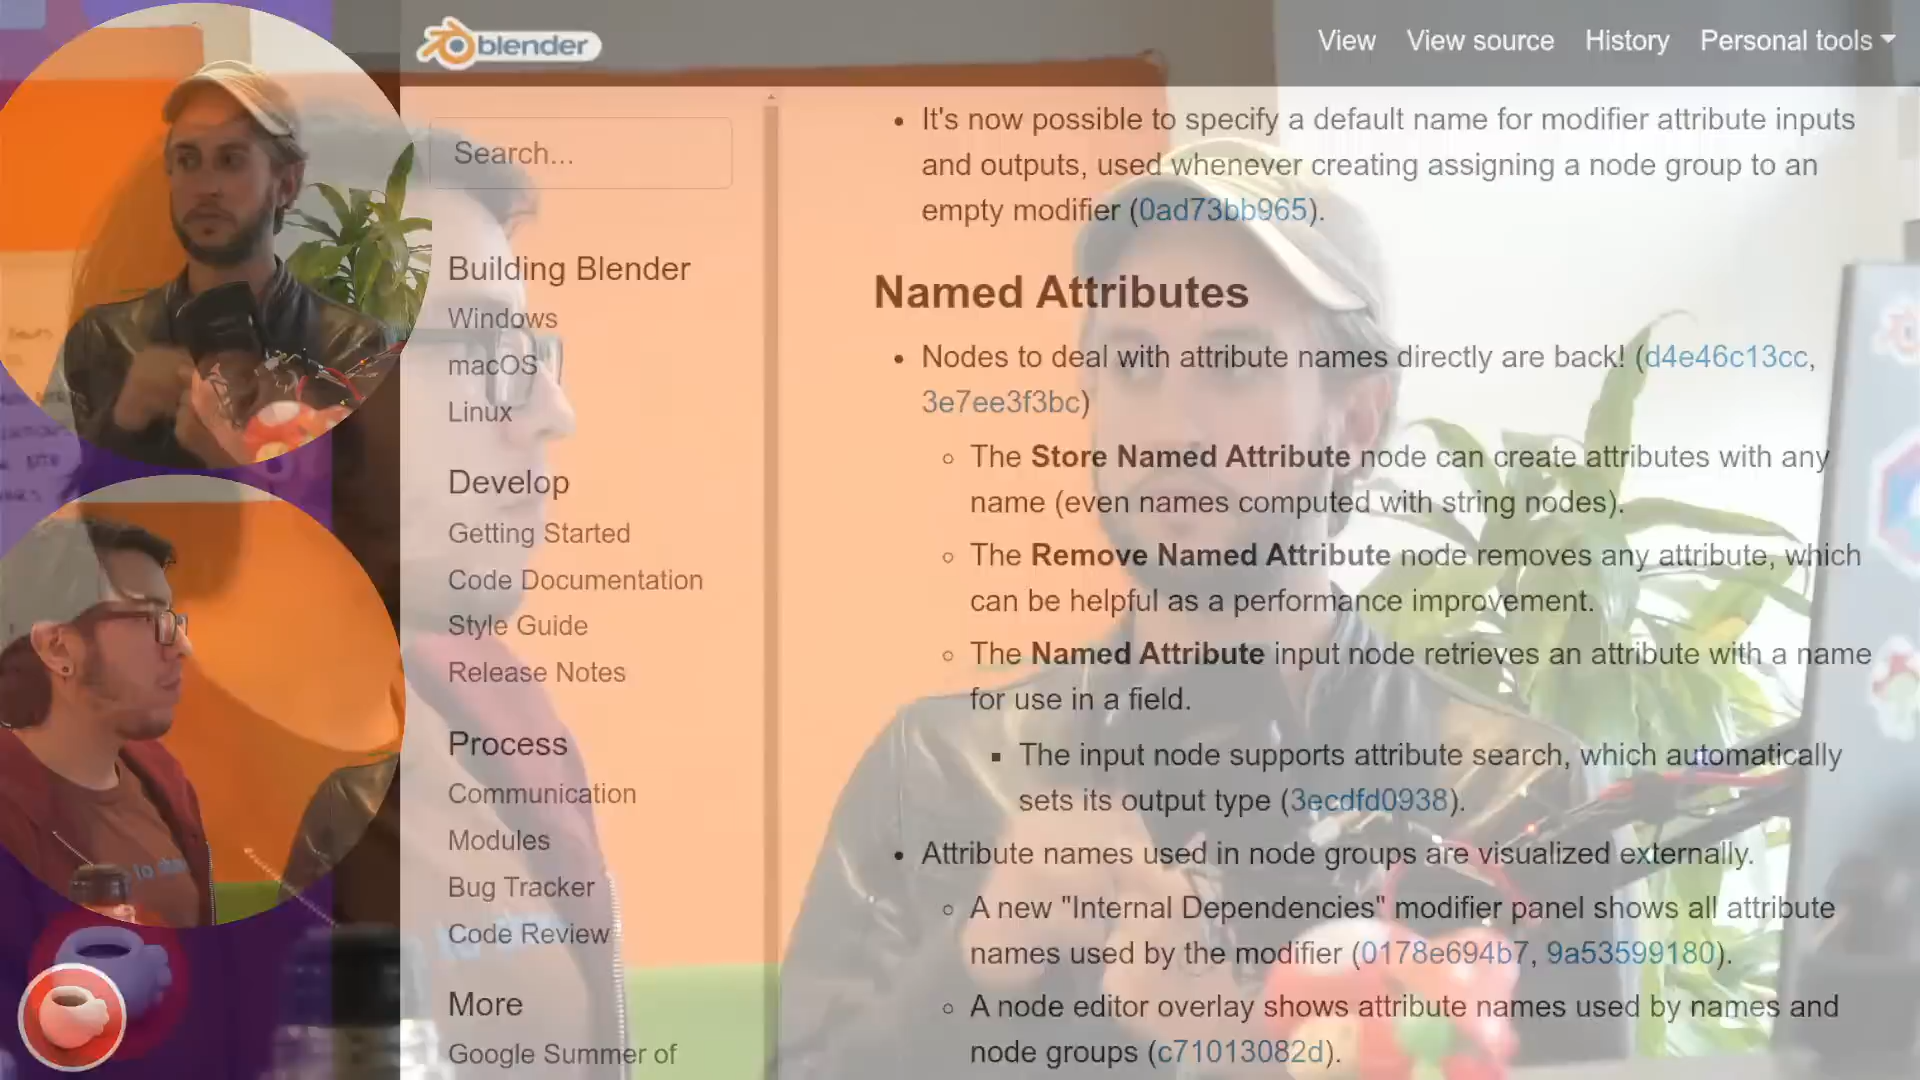 blender
View View source History Personal tools
Search...
Building Blender
Windows
macOS
Linux
Develop
Getting Started
Code Documentation
Style Guide
Release Notes
Process
Communication
Modules
Bug Tracker
Code Review
More
Google Summer of
It's now possible to specify a default name for modifier attribute inputs
and outputs, used whenever creating assigning a node group to an
empty modifier (0ad73bb965).
Named Attributes
Nodes to deal with attribute names directly are back! (d4e46c13cc,
3e7ee3f3bc)
The Store Named Attribute node can create attributes with any
name (even names computed with string nodes).
The Remove Named Attribute node removes any attribute, which
can be helpful as a performance improvement.
The Named Attribute input node retrieves an attribute with a name
for use in a field.
The input node supports attribute search, which automatically
sets its output type (3ecdfd0938).
Attribute names used in node groups are visualized externally.
A new "Internal Dependencies" modifier panel shows all attribute
names used by the modifier (0178e694b7, 9a53599180).
A node editor overlay shows attribute names used by names and
node groups (c71013082d).